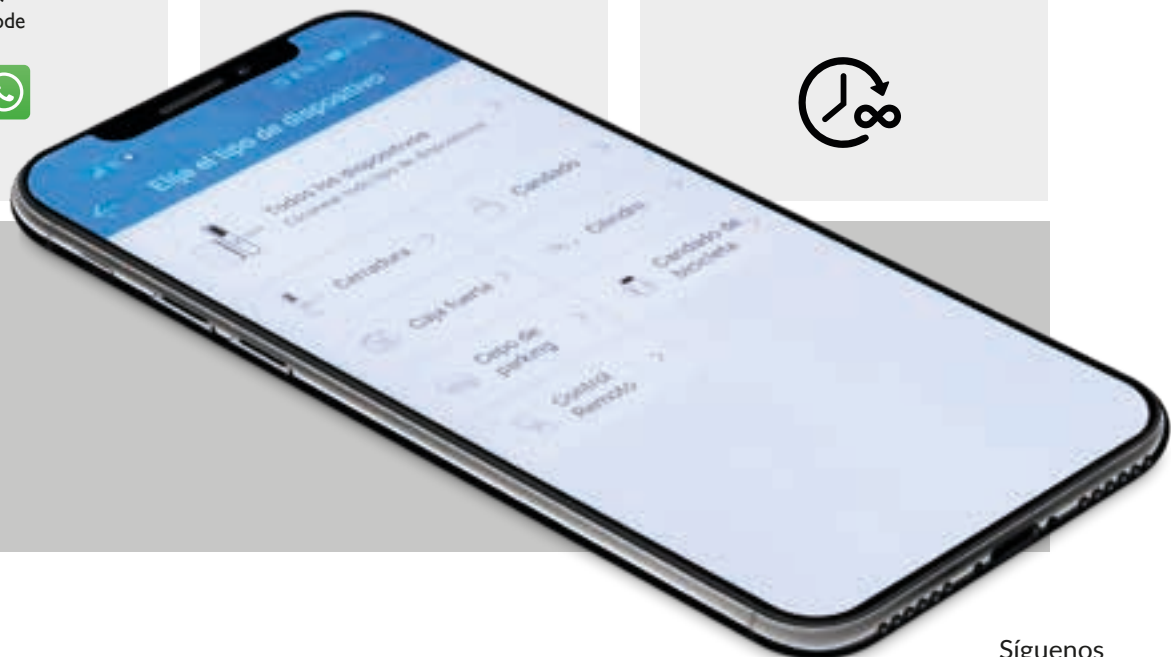 ode
Elija el tipo de dispositivo
Todos los dispositivos
Cerradura
Candado
Caja fuerte
Cilindro
Cepo de
parking
Candado de
bicicleta
Control
Remoto
Síguenos